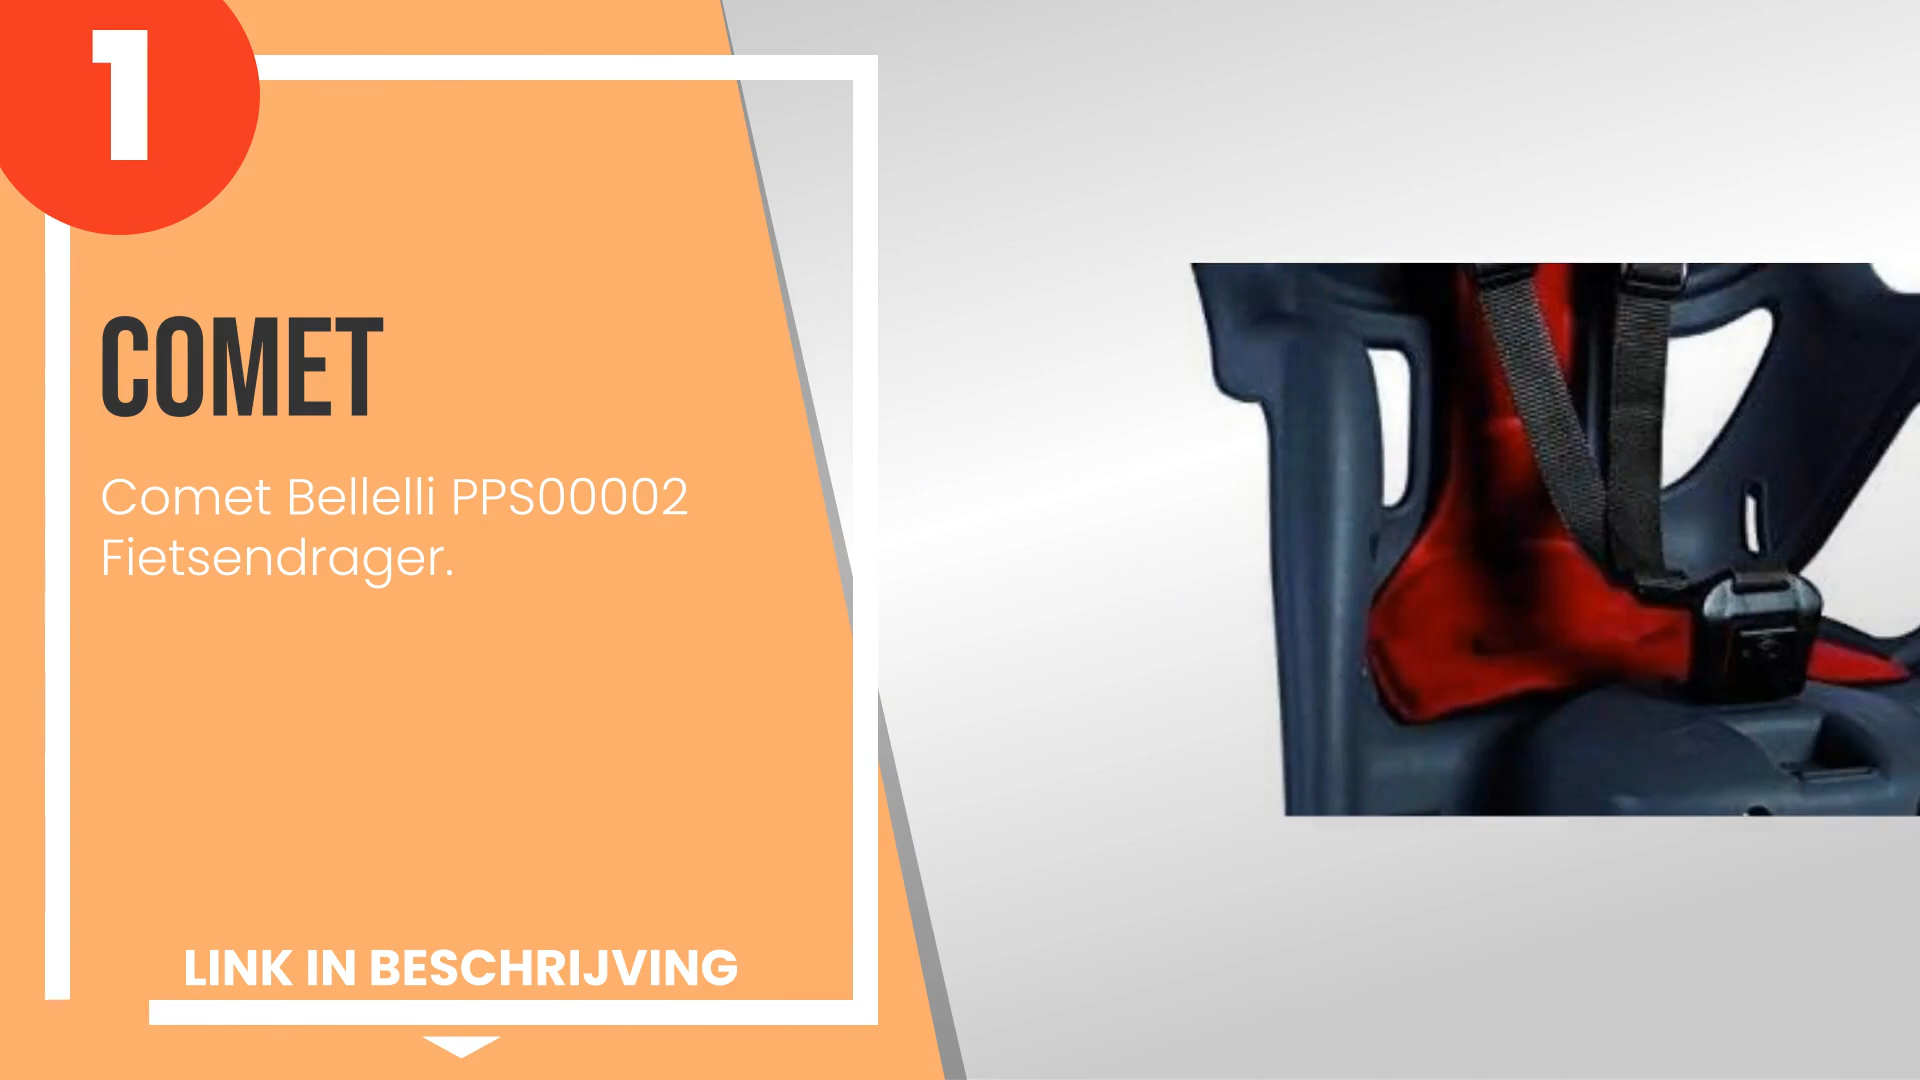 1
COMET
Comet Bellelli PPS00002
Fietsendrager.
LINK IN BESCHRIJVING